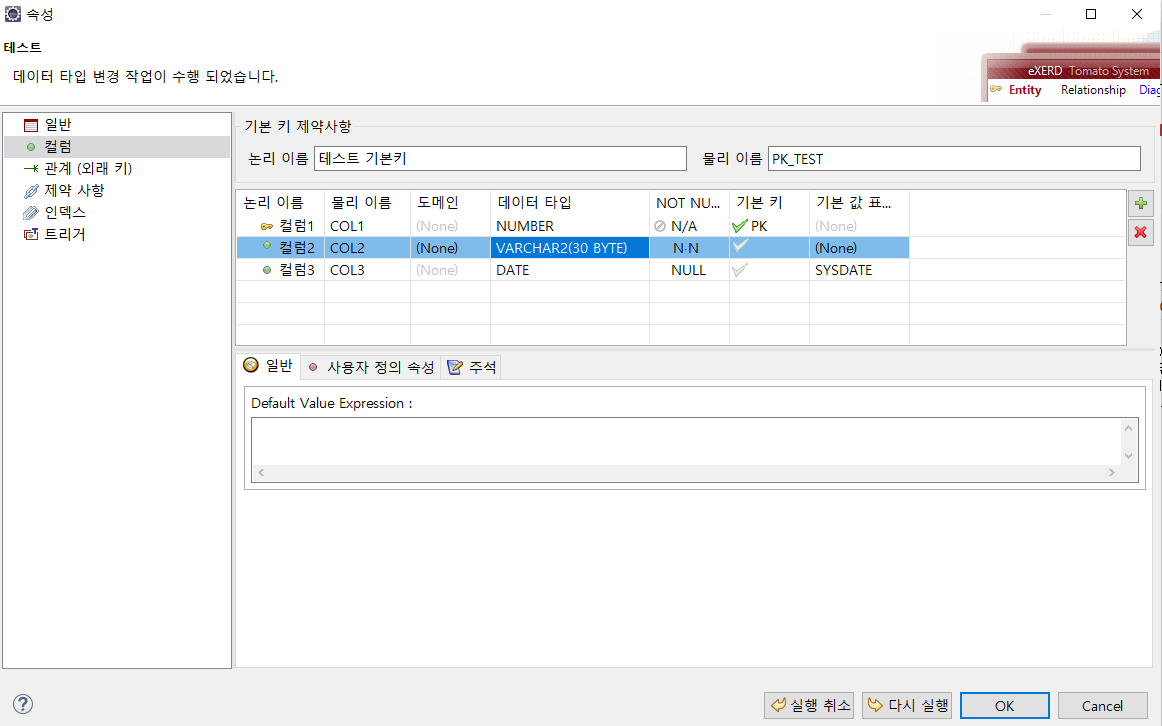 속성
테스트
데이터 타입 변경 작업이 수행 되었습니다.
eXERD Tomato System
Entity Relationship Diag
일반
컬럼
관계 (외래 키)
제약 사항
인덱스
트리거
기본 키 제약사항
논리 이름 테스트 기본키 물리 이름 PK_TEST
논리 이름 물리 이름 도메인 데이터 타입 NOT NU... 기본 키 기본 값 표...
컬럼1 COL1 (None) NUMBER N/A PK (None)
컬럼2 COL2 (None) VARCHAR2(30 BYTE) N·N (None)
컬럼3 COL3 (None) DATE NULL SYSDATE
일반 사용자 정의 속성 주석
Default Value Expression :
실행 취소 다시 실행 OK Cancel